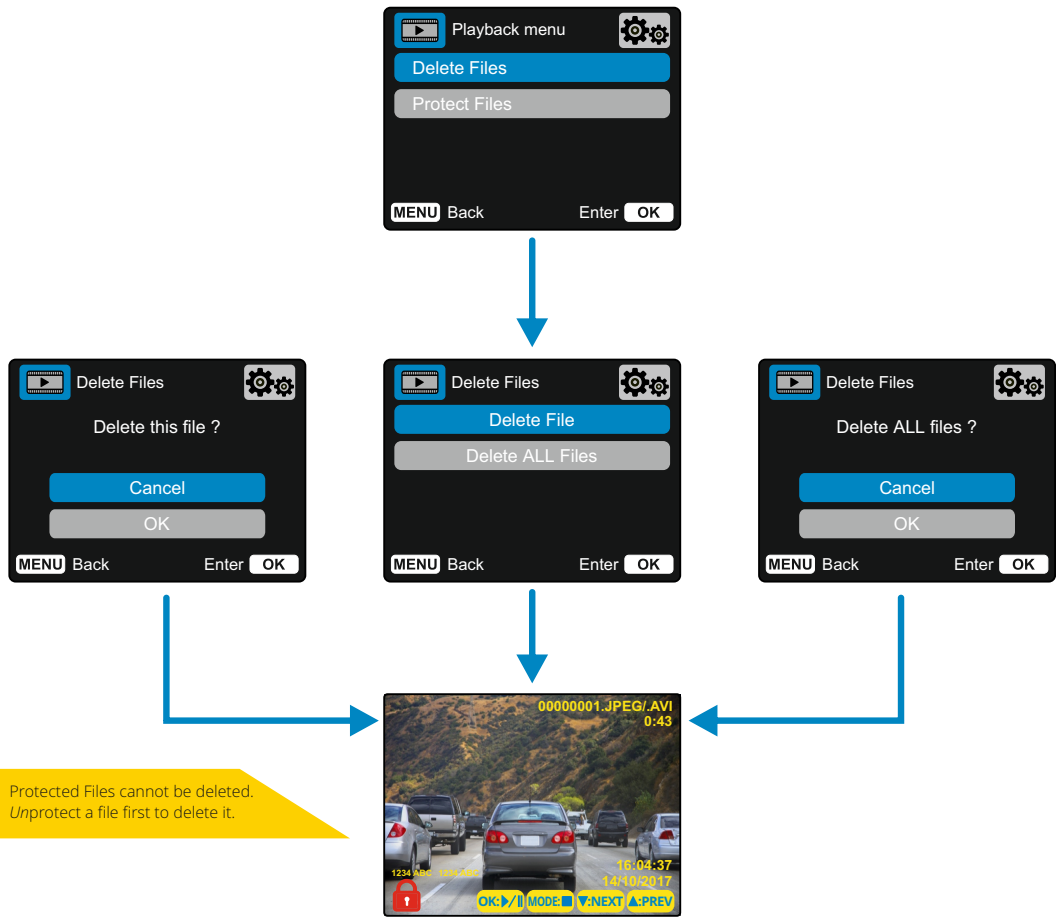 Playback menu
Delete Files
Protect Files
MENU Back Enter OK
Delete Files
Delete this file ?
Cancel
OK
MENU Back Enter OK
Delete Files
Delete File
Delete ALL Files
MENU Back Enter OK
Delete Files
Delete ALL files ?
Cancel
OK
MENU Back Enter OK
00000001.JPEG/.AVI
0:43
Protected Files cannot be deleted.
Unprotect a file first to delete it.
16:04:37
1234 ABC 1234 ABC
14/10/2017
OK:▶/II MODE:■ ▼:NEXT ▲:PREV